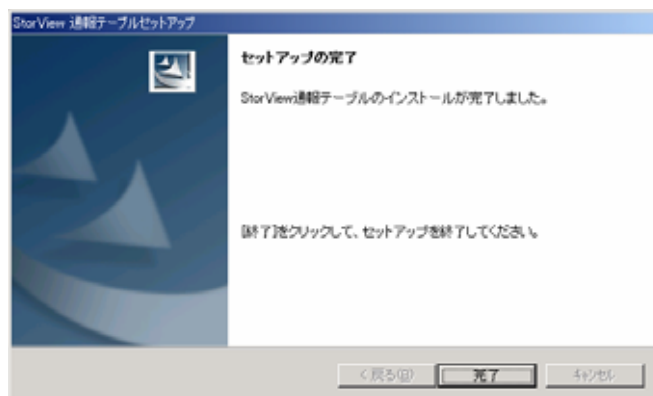 StorView 通報テーブルセットアップ
セットアップの完了
StorView通報テーブルのインストールが完了しました。
[終了]をクリックして、セットアップを終了してください。
< 戻る(B)
完了
キャンセル